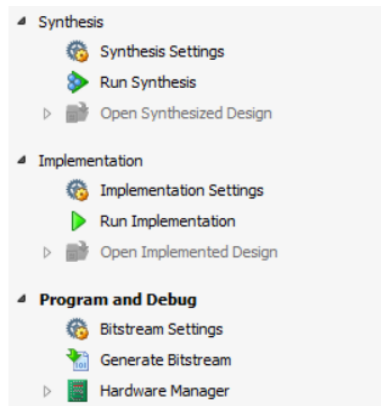 Synthesis
Synthesis Settings
Run Synthesis
Open Synthesized Design
Implementation
Implementation Settings
Run Implementation
Open Implemented Design
Program and Debug
Bitstream Settings
Generate Bitstream
Hardware Manager